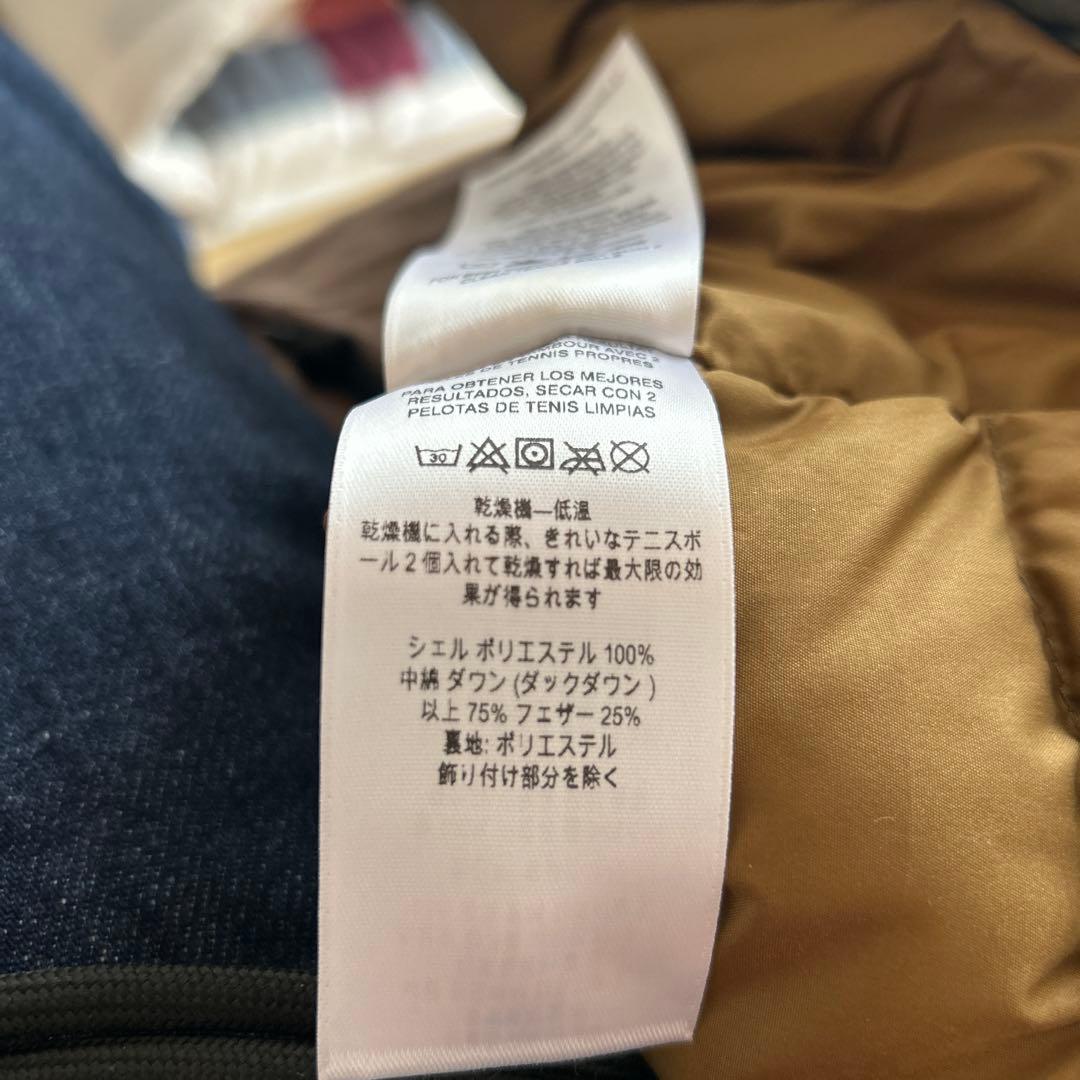 TAMBOUR AVEC 2
DE TENNIS PROPRES
PARA OBTENER LOS MEJORES
RESULTADOS, SECAR CON 2
PELOTAS DE TENIS LIMPIAS
30
乾燥機—低温
乾燥機に入れる際、きれいなテニスボ
ール2個入れて乾燥すれば最大限の効
果が得られます
シェル ポリエステル 100%
中綿 ダウン (ダックダウン )
以上 75% フェザー 25%
裏地: ポリエステル
飾り付け部分を除く